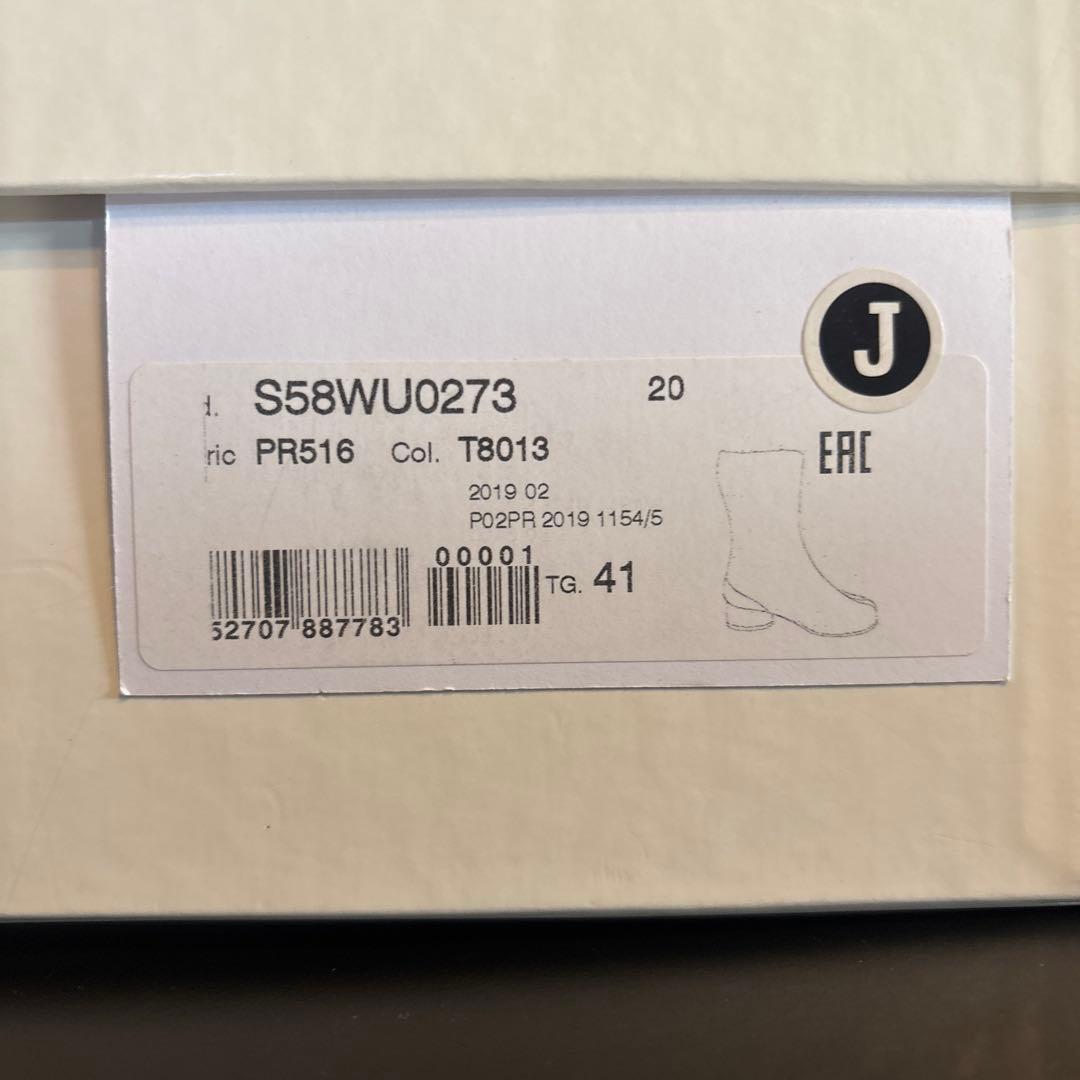 J
d. S58WU0273 20
ric PR516 Col. T8013
EAC
2019 02
P02PR 2019 1154/5
00001
TG. 41
52707 887783